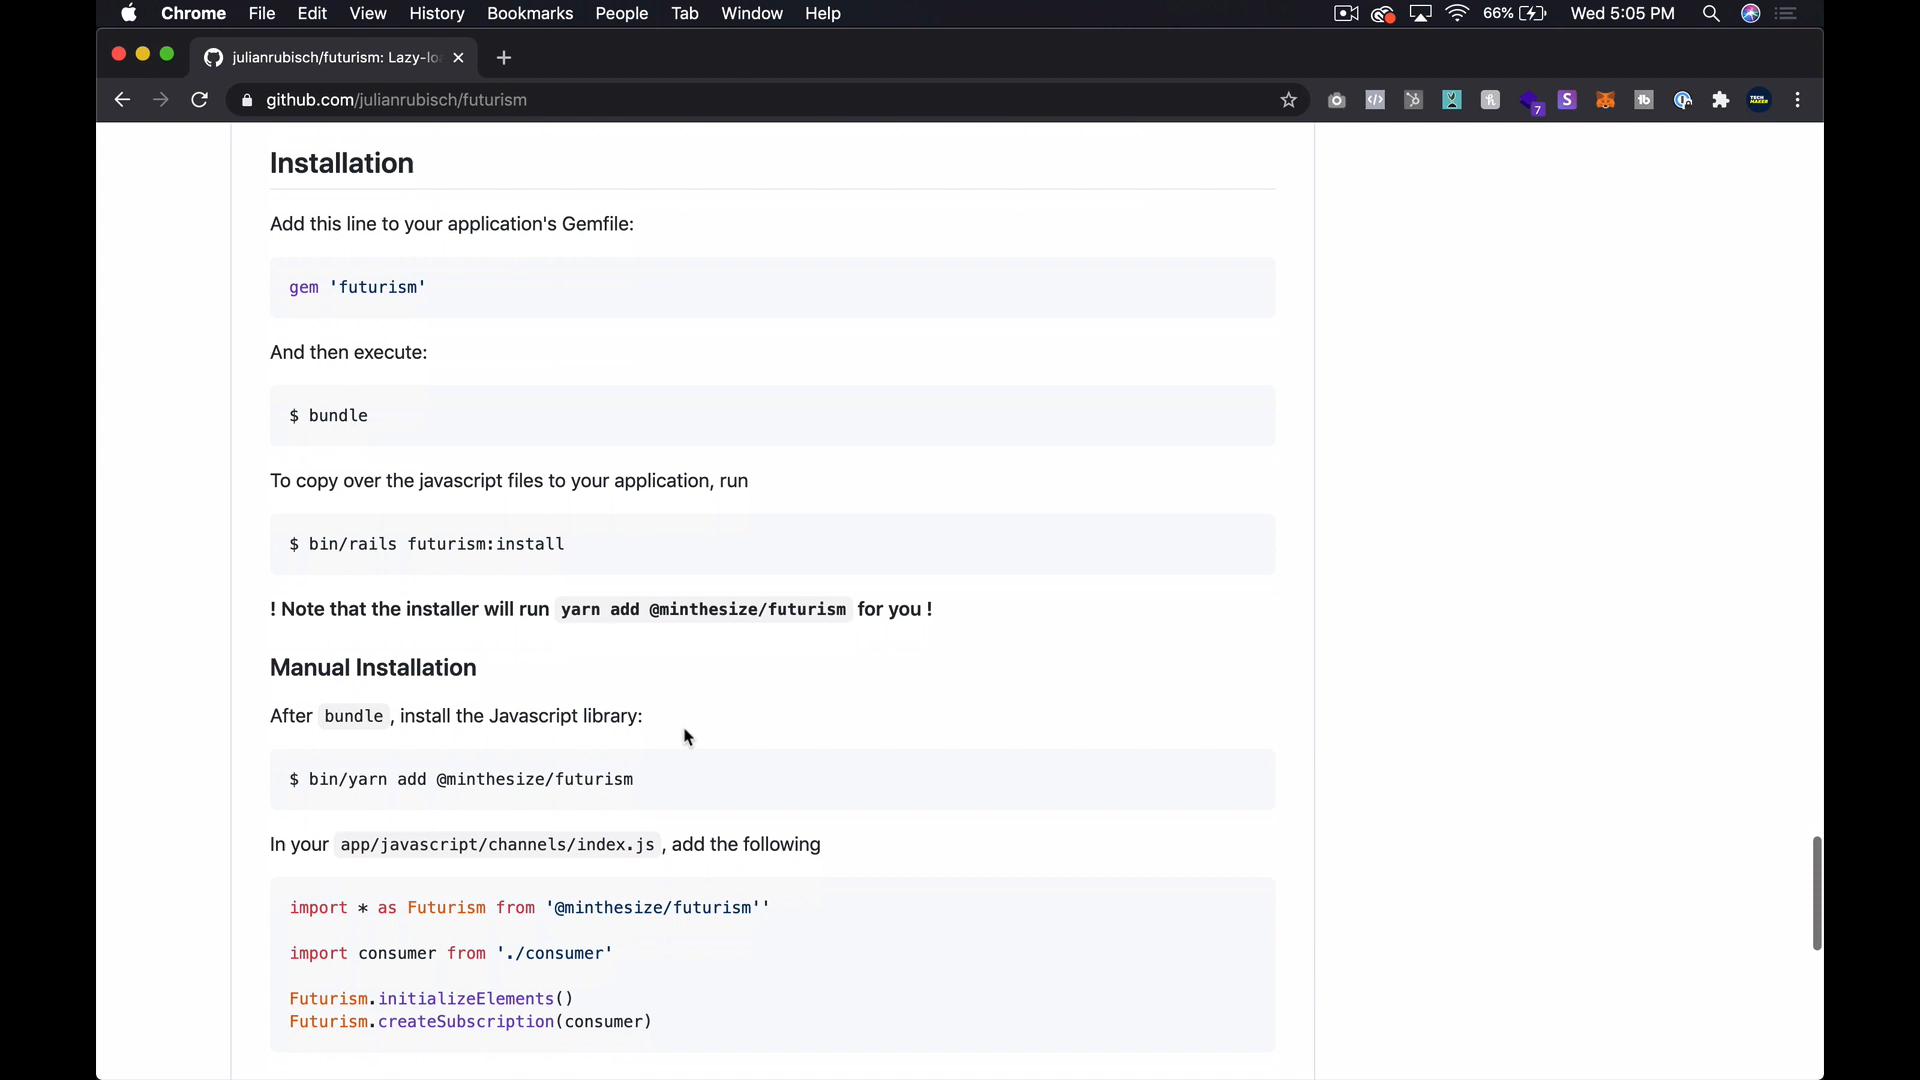 Chrome File Edit View History Bookmarks People Tab Window Help 66% Wed 5:05 PM
julianrubisch/futurism: Lazy-lo
github.com/julianrubisch/futurism
7
S
tb
TECH MAKER
Installation
Add this line to your application's Gemfile:
gem 'futurism'
And then execute:
$ bundle
To copy over the javascript files to your application, run
$ bin/rails futurism:install
! Note that the installer will run yarn add @minthesize/futurism for you !
Manual Installation
After bundle , install the Javascript library:
$ bin/yarn add @minthesize/futurism
In your app/javascript/channels/index.js , add the following
import * as Futurism from '@minthesize/futurism''
import consumer from './consumer'
Futurism.initializeElements()
Futurism.createSubscription(consumer)